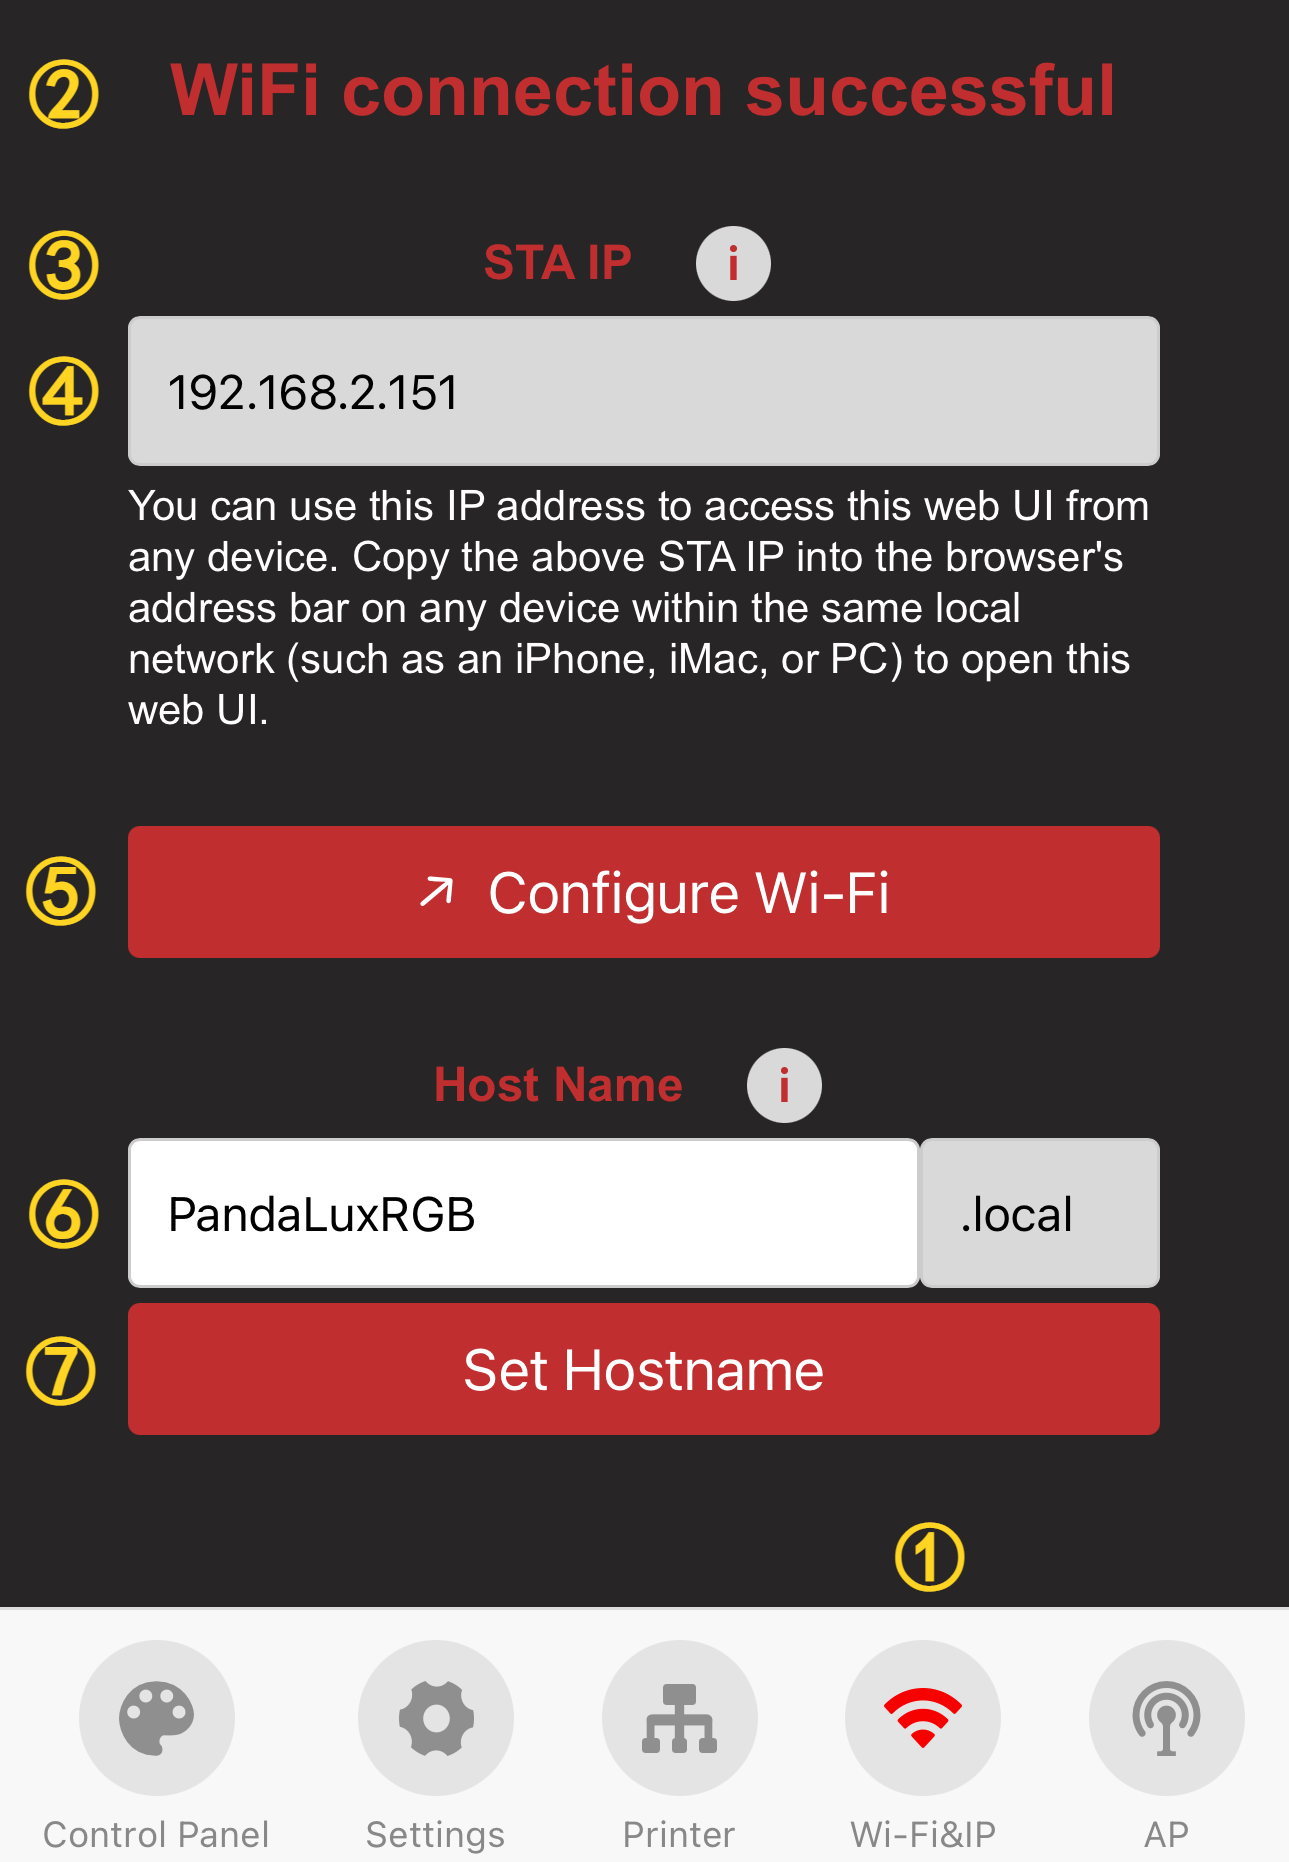 ② WiFi connection successful
③ STA IP i
④ 192.168.2.151
You can use this IP address to access this web UI from
any device. Copy the above STA IP into the browser's
address bar on any device within the same local
network (such as an iPhone, iMac, or PC) to open this
web UI.
⑤ Configure Wi-Fi
Host Name i
⑥ PandaLuxRGB .local
⑦ Set Hostname
①
Control Panel Settings Printer Wi-Fi&IP AP